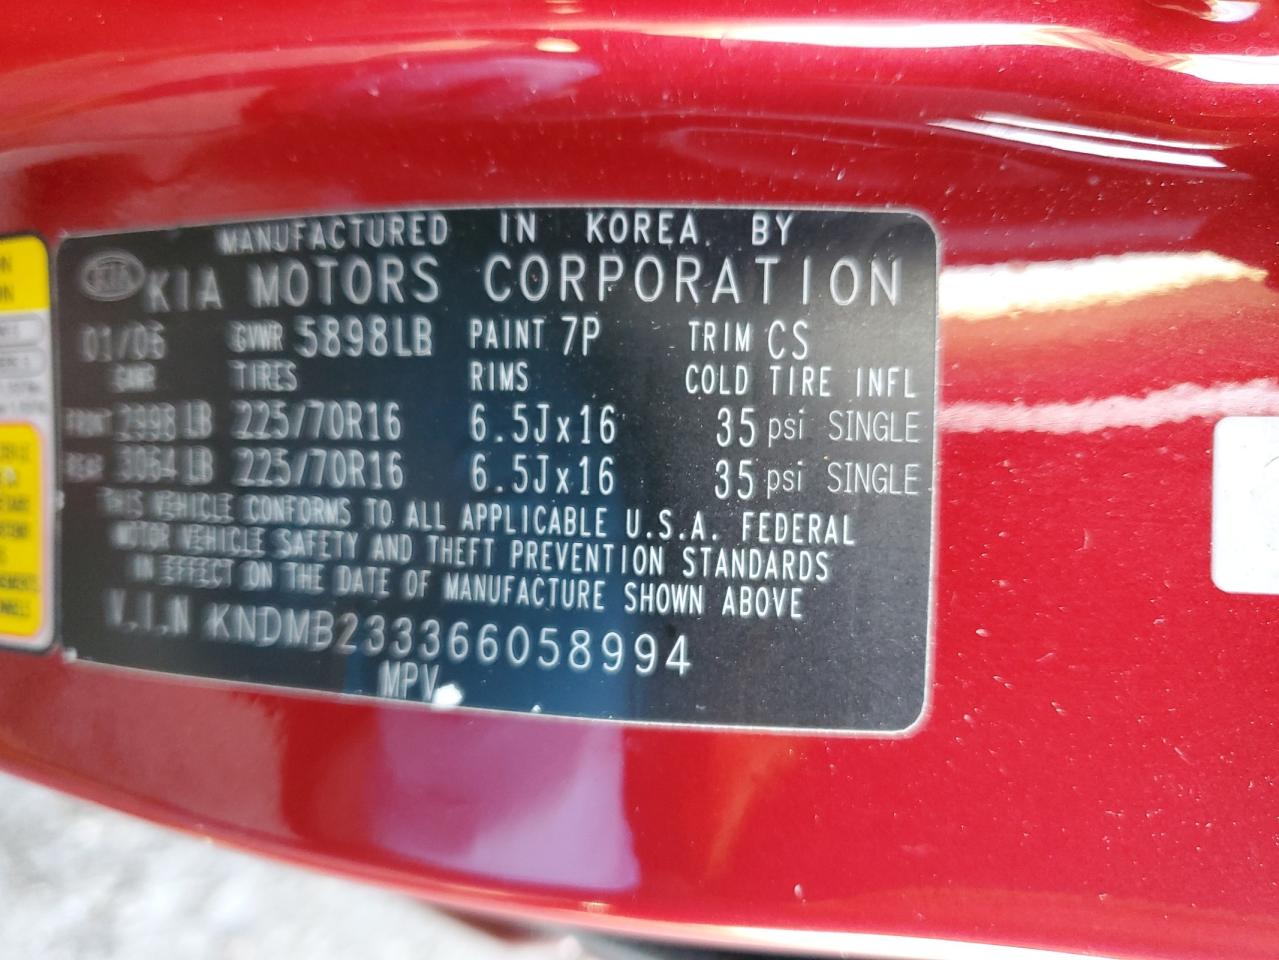 MANUFACTURED IN KOREA BY
KIA KIA MOTORS CORPORATION
01/06 GVWR 5898LB PAINT 7P TRIM CS
GAWR TIRES RIMS COLD TIRE INFL
FRONT 2998 LB 225/70R16 6.5Jx16 35 psi SINGLE
REAR 3064 LB 225/70R16 6.5Jx16 35 psi SINGLE
THIS VEHICLE CONFORMS TO ALL APPLICABLE U.S.A. FEDERAL
MOTOR VEHICLE SAFETY AND THEFT PREVENTION STANDARDS
IN EFFECT ON THE DATE OF MANUFACTURE SHOWN ABOVE
V.I.N KNDMB233366058994
MPV